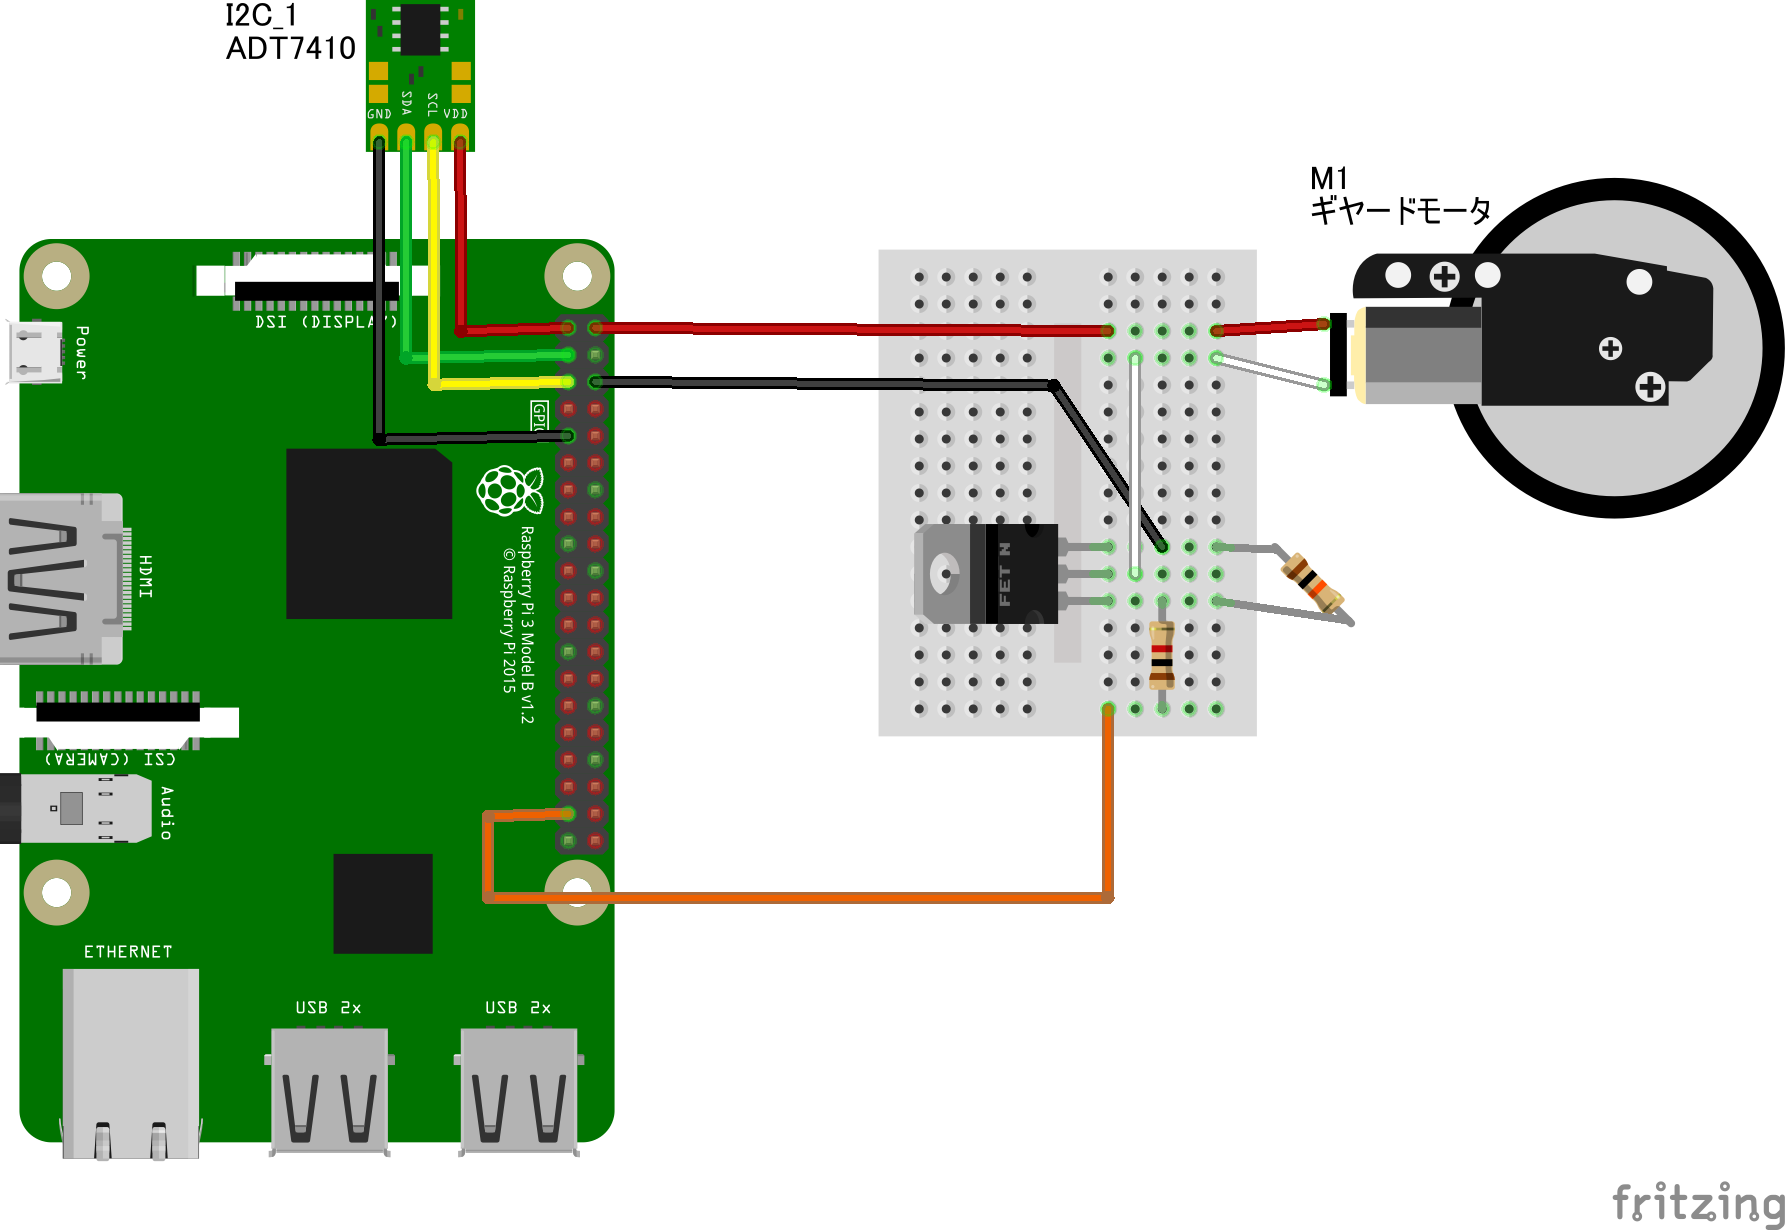 I2C_1
ADT7410
GND
SDA
SCL
VDD
M1
ギヤードモータ
DSI (DISPLAY)
Power
GPIO
HDMI
Raspberry Pi 3 Model B v1.2
© Raspberry Pi 2015
FET N
CSI (CAMERA)
Audio
ETHERNET
USB 2x
USB 2x
fritzing